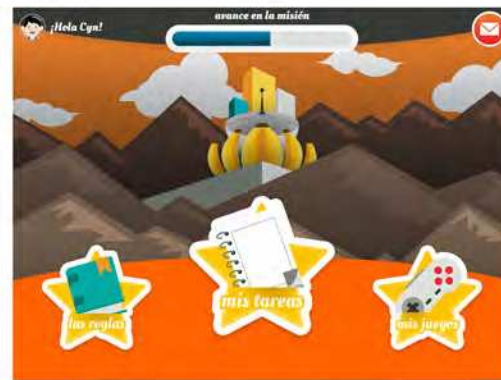 ¡Hola Cyn!
avance en la misión
las reglas
mis tareas
mis juegos